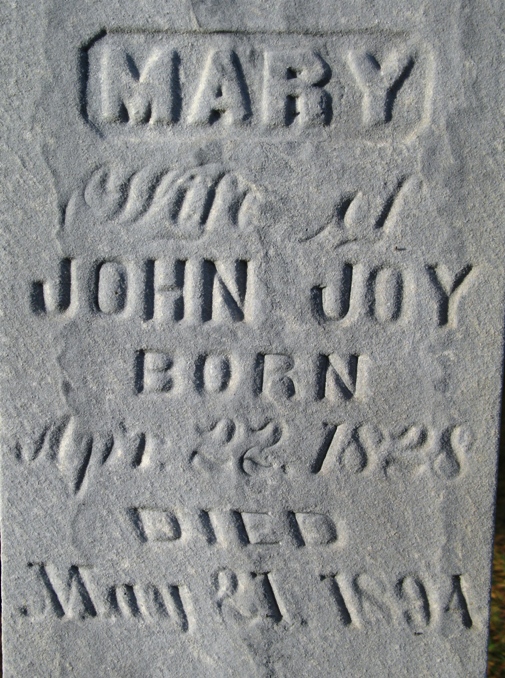 MARY
Wife of
JOHN JOY
BORN
Apr. 22, 1828
DIED
May 21, 1894